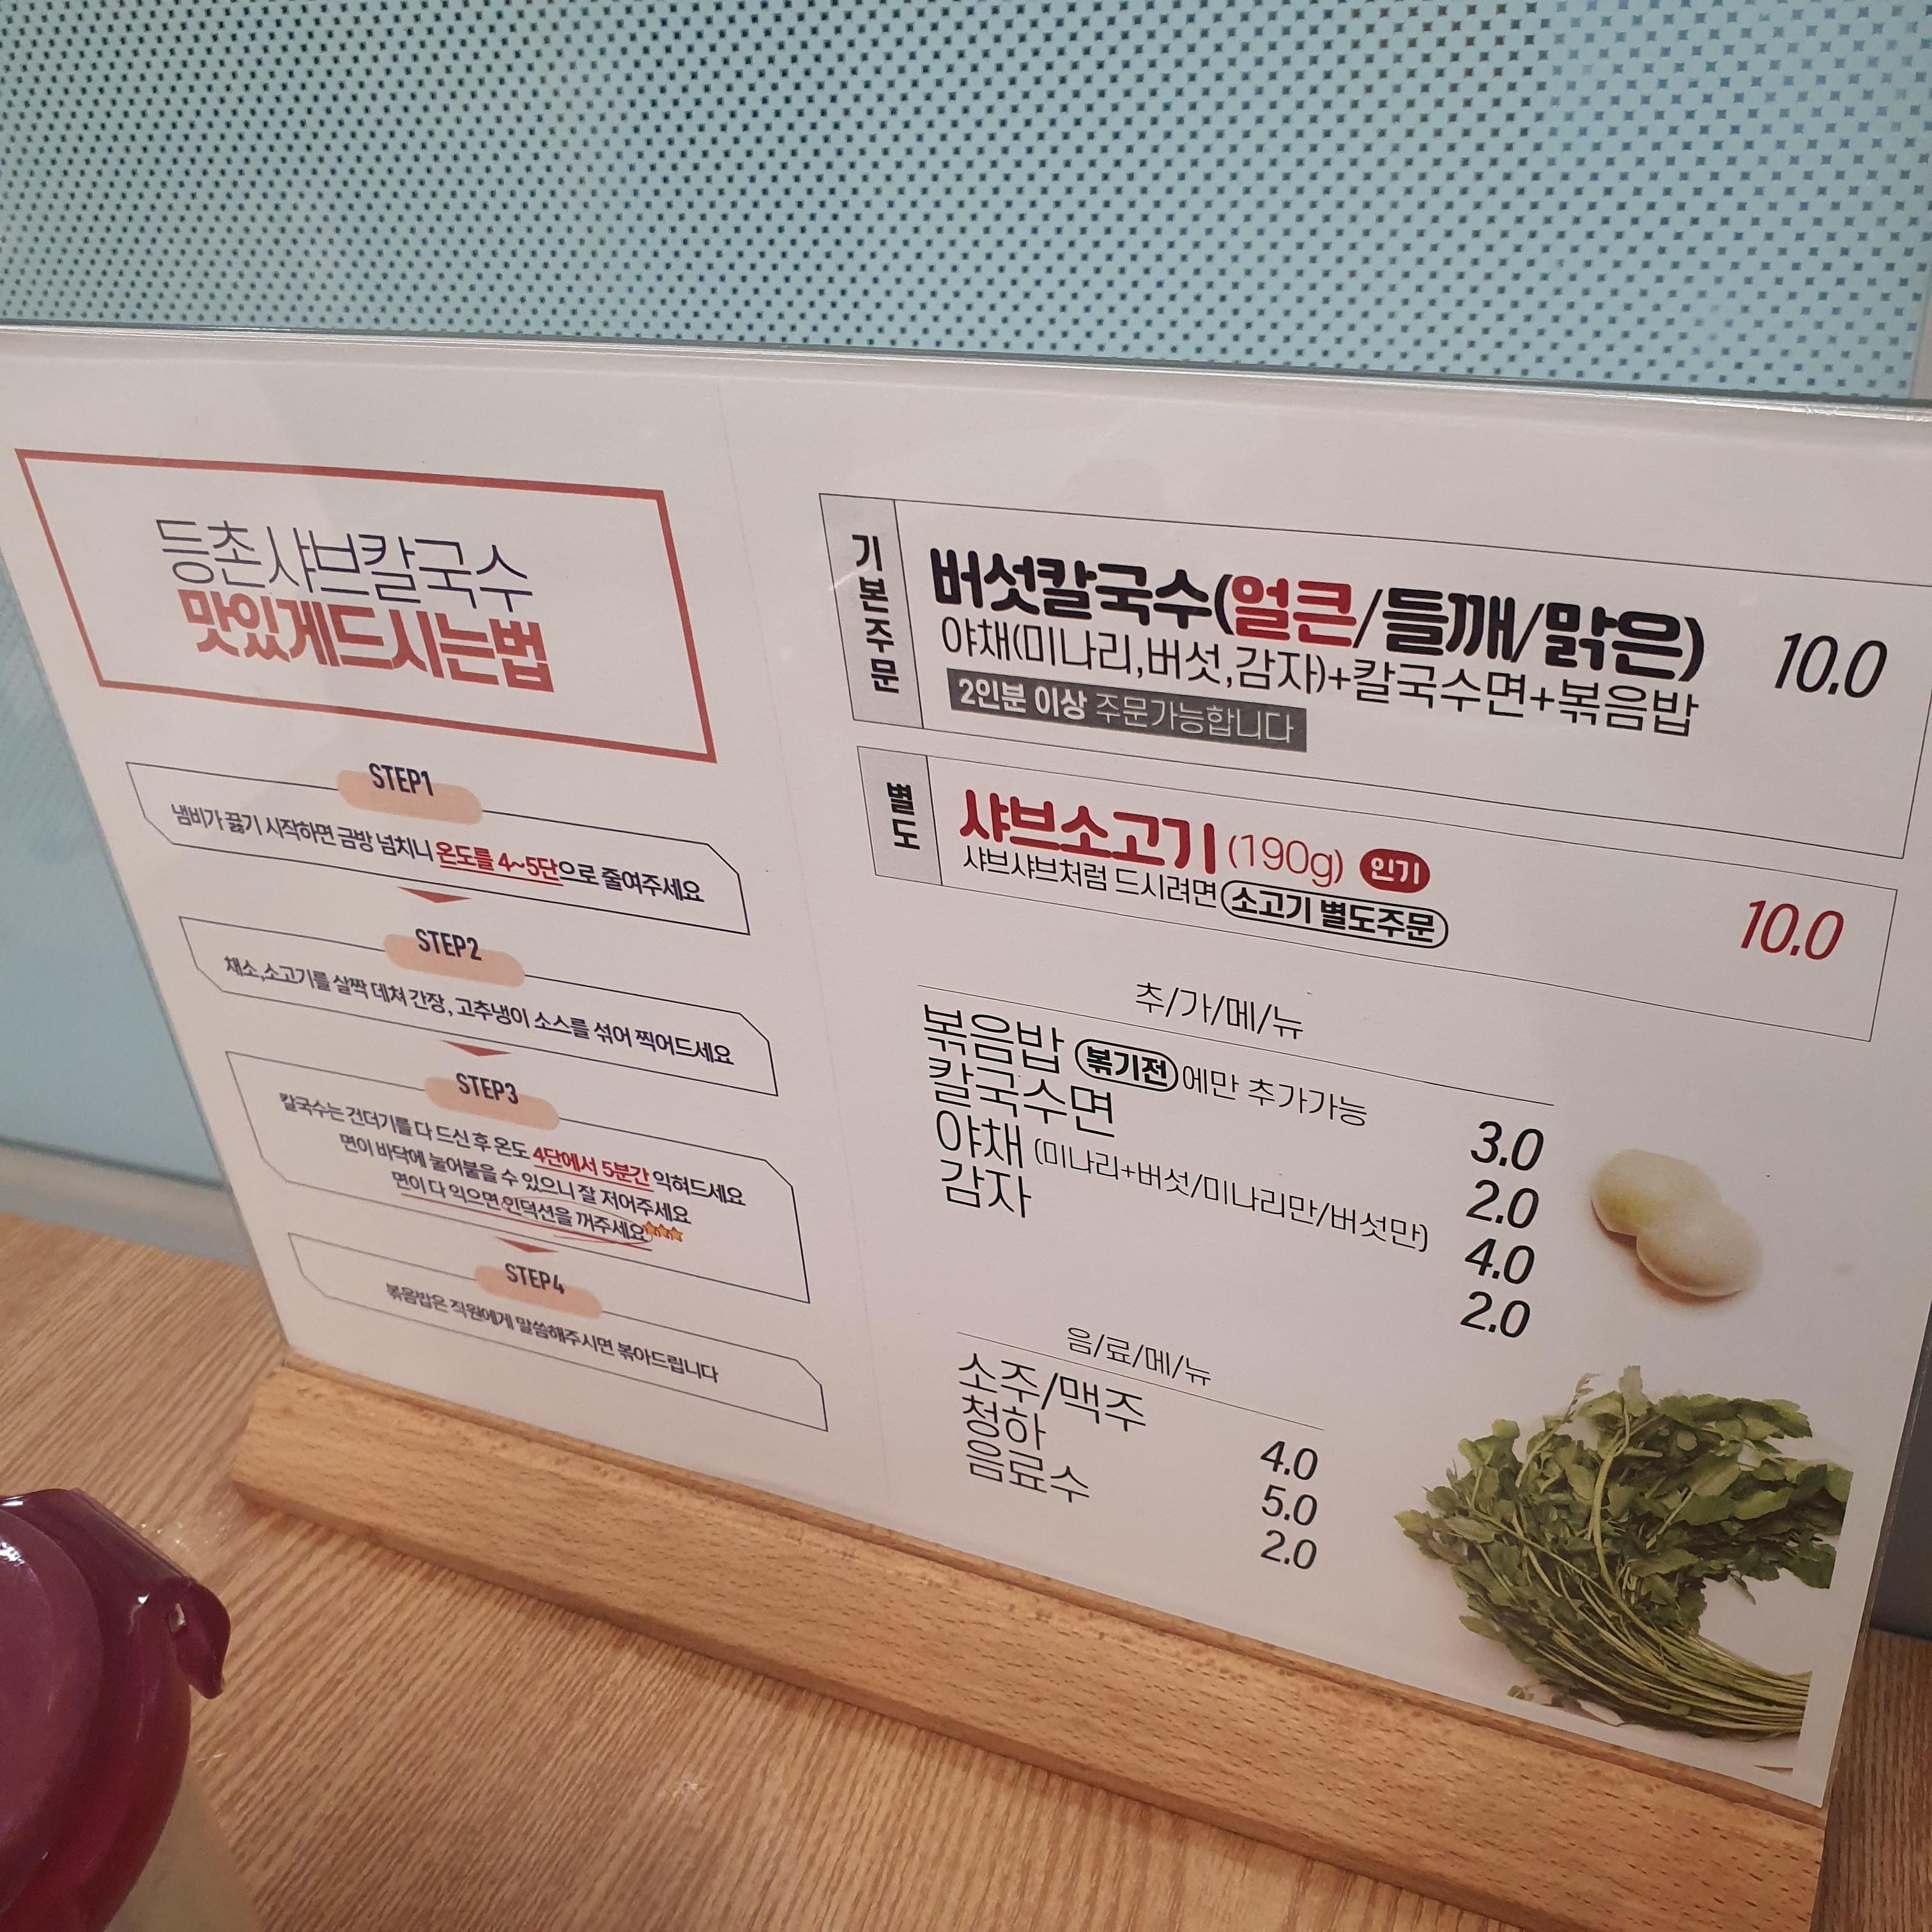 등촌샤브칼국수
맛있게드시는법
STEP1
냄비가 끓기 시작하면 금방 넘치니 온도를 4~5단으로 줄여주세요
STEP2
채소,소고기를 살짝 데쳐 간장, 고추냉이 소스를 섞어 찍어드세요
STEP3
칼국수는 건더기를 다 드신 후 온도 4단에서 5분간 익혀드세요
면이 바닥에 눌어붙을 수 있으니 잘 저어주세요
면이 다 익으면 인덕션을 꺼주세요
STEP4
볶음밥은 직원에게 말씀해주시면 볶아드립니다
기본주문
버섯칼국수(얼큰/들깨/맑은) 10.0
야채(미나리,버섯,감자)+칼국수면+볶음밥
2인분 이상 주문가능합니다
별도
샤브소고기 (190g) 인기
샤브샤브처럼 드시려면 소고기 별도주문 10.0
추/가/메/뉴
볶음밥 볶기전에만 추가가능 3.0
칼국수면 2.0
야채 (미나리+버섯/미나리만/버섯만) 4.0
감자 2.0
음/료/메/뉴
소주/맥주 4.0
청하 5.0
음료수 2.0